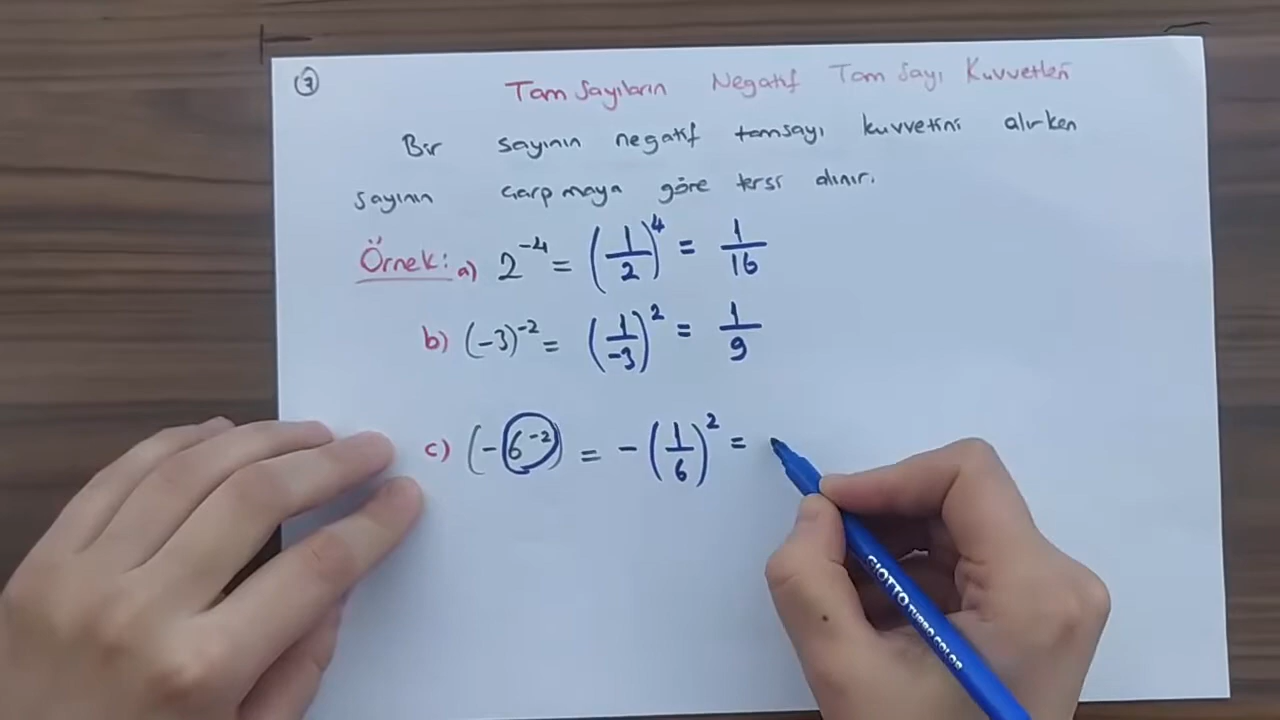 7
Tam Sayıların Negatif Tam Sayı Kuvvetleri
Bir sayının negatif tamsayı kuvvetini alırken
sayının çarpmaya göre tersi alınır.
Örnek: a) 2^-4 = (1/2)^4 = 1/16
b) (-3)^-2 = (1/-3)^2 = 1/9
c) (-6^-2) = -(1/6)^2 =
GIOTTO TURBO COLOR